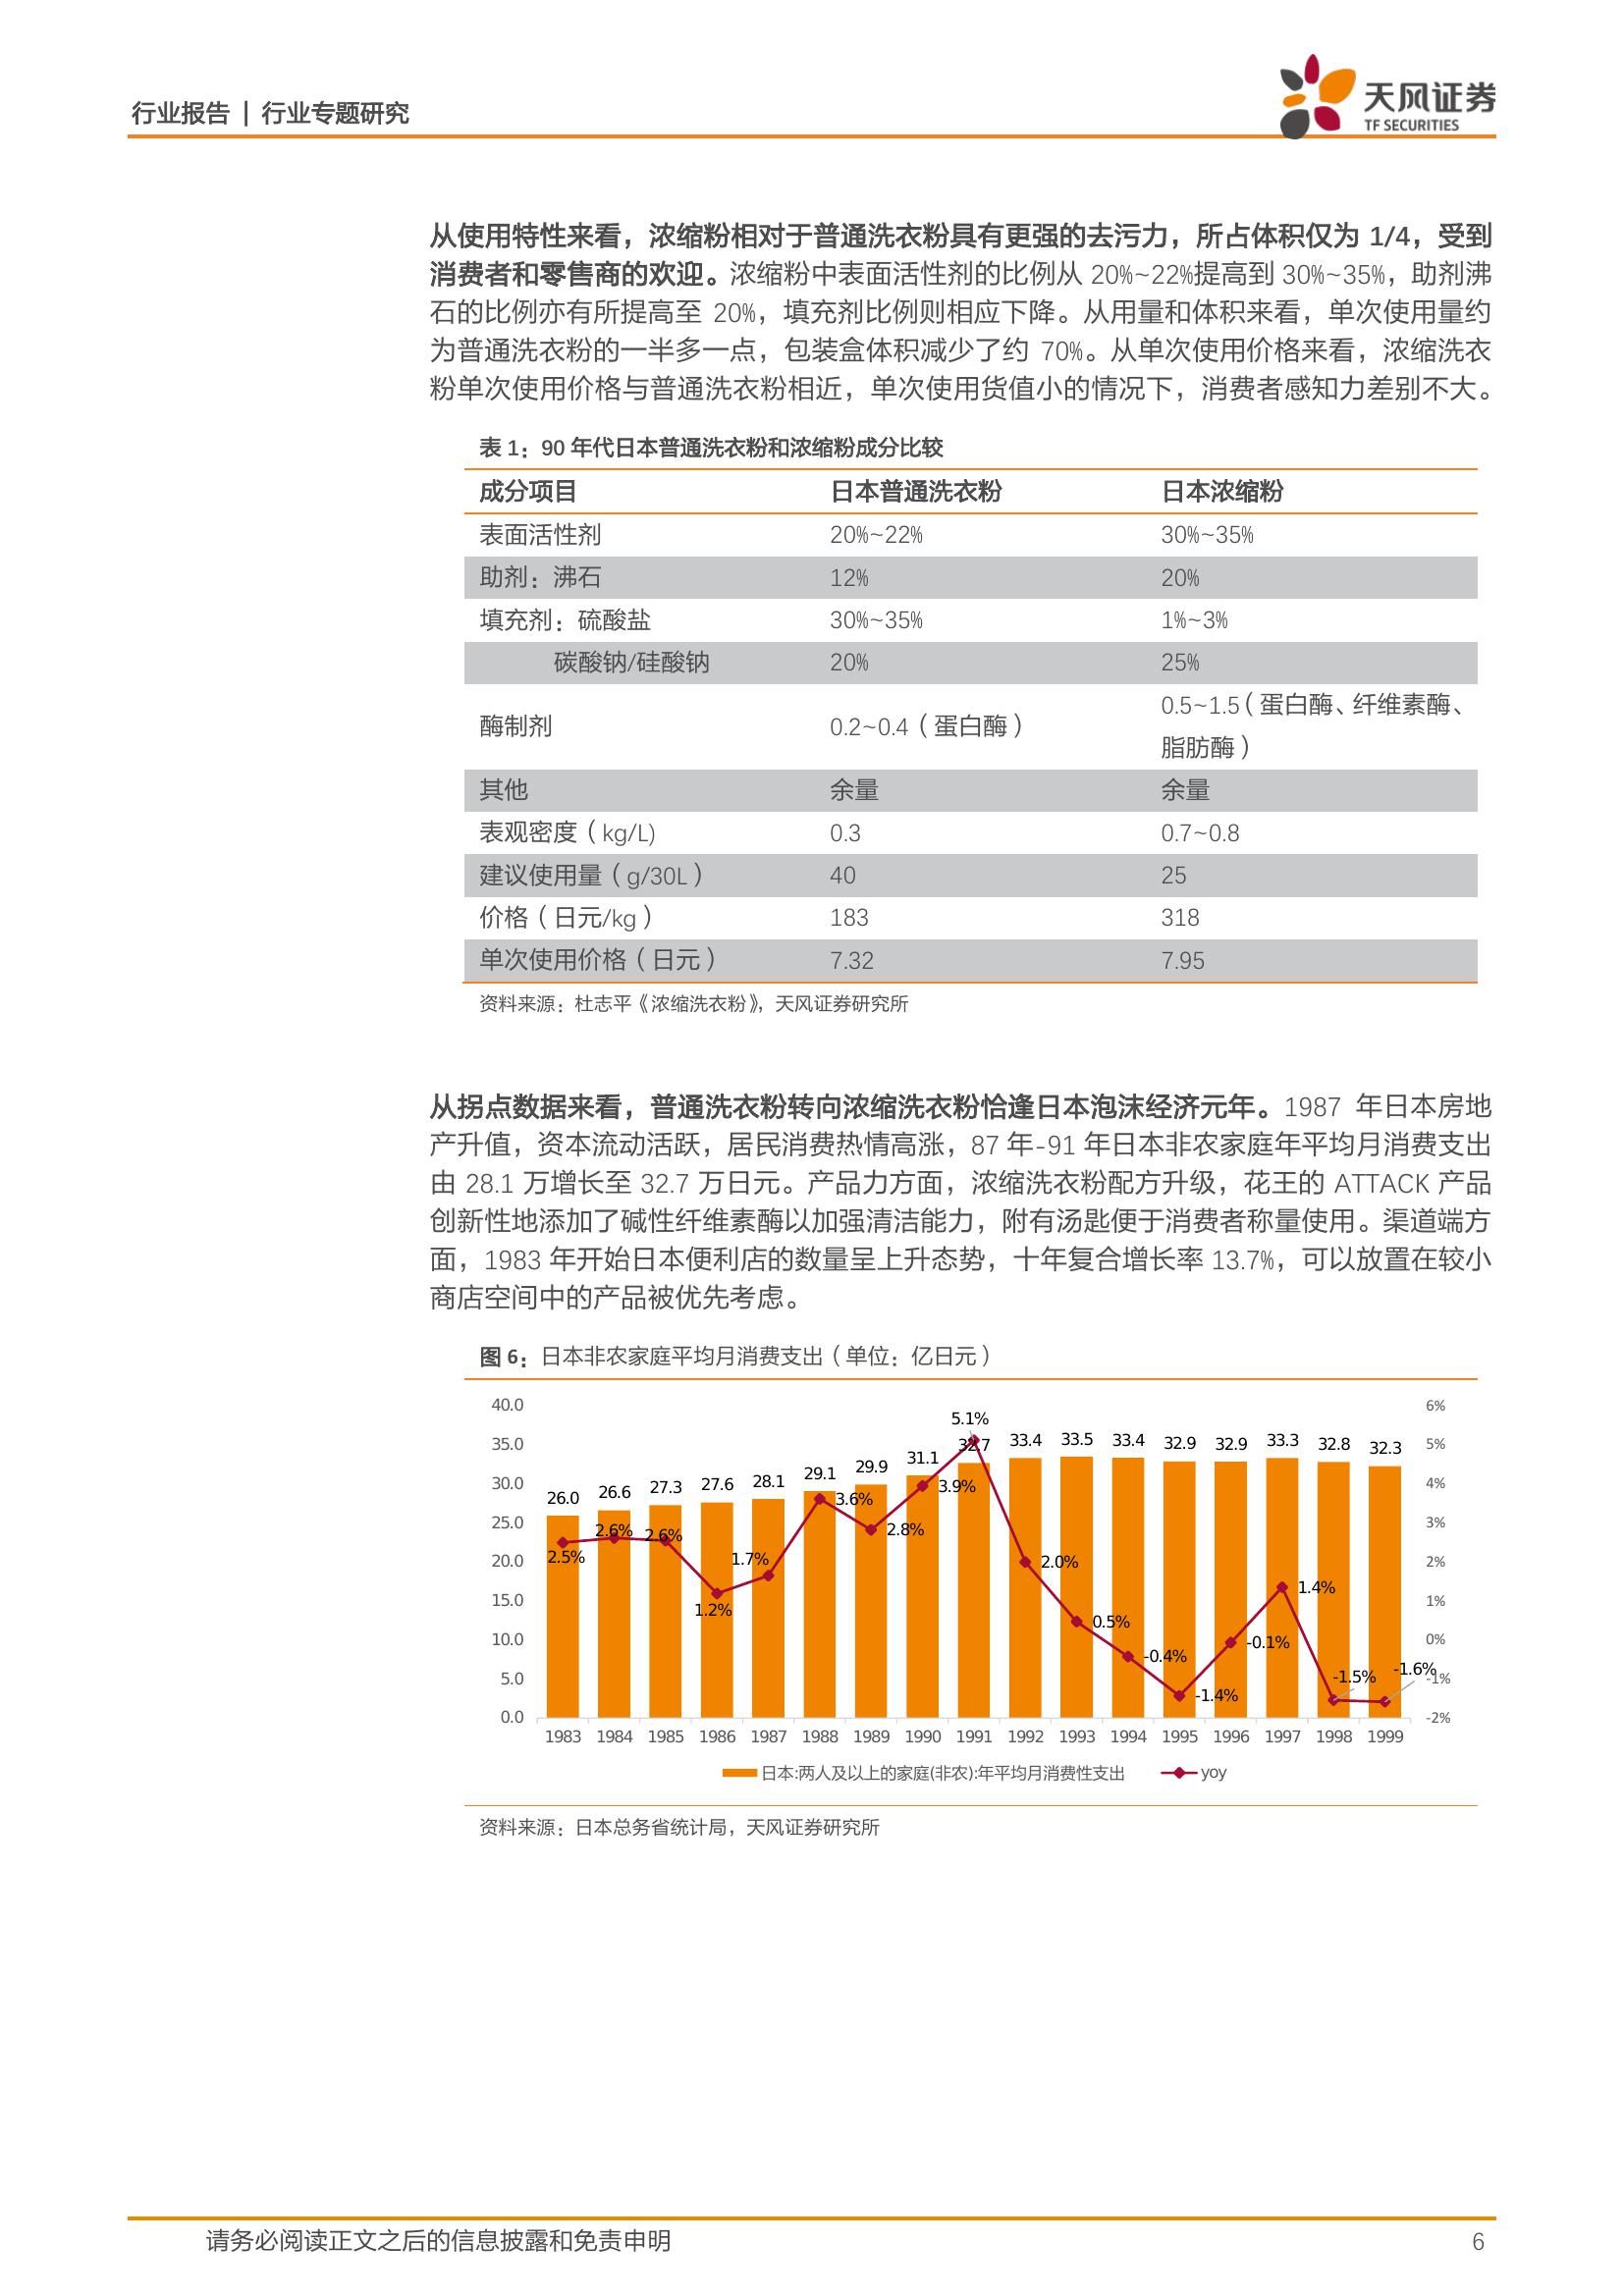 行业报告 | 行业专题研究
天风证券
TF SECURITIES
从使用特性来看，浓缩粉相对于普通洗衣粉具有更强的去污力，所占体积仅为 1/4，受到
消费者和零售商的欢迎。浓缩粉中表面活性剂的比例从 20%~22%提高到 30%~35%，助剂沸
石的比例亦有所提高至 20%，填充剂比例则相应下降。从用量和体积来看，单次使用量约
为普通洗衣粉的一半多一点，包装盒体积减少了约 70%。从单次使用价格来看，浓缩洗衣
粉单次使用价格与普通洗衣粉相近，单次使用货值小的情况下，消费者感知力差别不大。
表 1：90 年代日本普通洗衣粉和浓缩粉成分比较
成分项目 日本普通洗衣粉 日本浓缩粉
表面活性剂 20%~22% 30%~35%
助剂：沸石 12% 20%
填充剂：硫酸盐 30%~35% 1%~3%
碳酸钠/硅酸钠 20% 25%
酶制剂 0.2~0.4（蛋白酶） 0.5~1.5（蛋白酶、纤维素酶、
脂肪酶）
其他 余量 余量
表观密度（kg/L) 0.3 0.7~0.8
建议使用量（g/30L） 40 25
价格（日元/kg） 183 318
单次使用价格（日元） 7.32 7.95
资料来源：杜志平《浓缩洗衣粉》，天风证券研究所
从拐点数据来看，普通洗衣粉转向浓缩洗衣粉恰逢日本泡沫经济元年。1987 年日本房地
产升值，资本流动活跃，居民消费热情高涨，87 年-91 年日本非农家庭年平均月消费支出
由 28.1 万增长至 32.7 万日元。产品力方面，浓缩洗衣粉配方升级，花王的 ATTACK 产品
创新性地添加了碱性纤维素酶以加强清洁能力，附有汤匙便于消费者称量使用。渠道端方
面，1983 年开始日本便利店的数量呈上升态势，十年复合增长率 13.7%，可以放置在较小
商店空间中的产品被优先考虑。
图 6：日本非农家庭平均月消费支出（单位：亿日元）
40.0
35.0
30.0
25.0
20.0
15.0
10.0
5.0
0.0
26.0 26.6 27.3 27.6 28.1 29.1 29.9 31.1 32.7 33.4 33.5 33.4 32.9 32.9 33.3 32.8 32.3
2.5% 2.6% 2.6% 1.2% 1.7% 3.6% 2.8% 3.9% 5.1% 2.0% 0.5% -0.4% -1.4% -0.1% 1.4% -1.5% -1.6%
6%
5%
4%
3%
2%
1%
0%
-1%
-2%
1983 1984 1985 1986 1987 1988 1989 1990 1991 1992 1993 1994 1995 1996 1997 1998 1999
日本:两人及以上的家庭(非农):年平均月消费性支出 yoy
资料来源：日本总务省统计局，天风证券研究所
请务必阅读正文之后的信息披露和免责申明 6